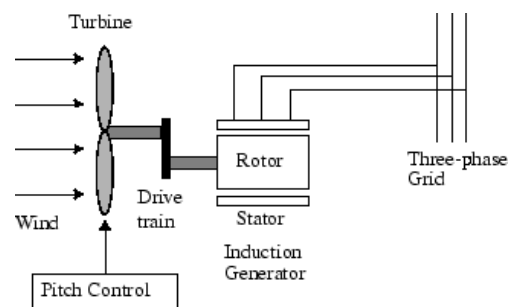 Turbine
Wind
Drive
train
Rotor
Stator
Induction
Generator
Three-phase
Grid
Pitch Control